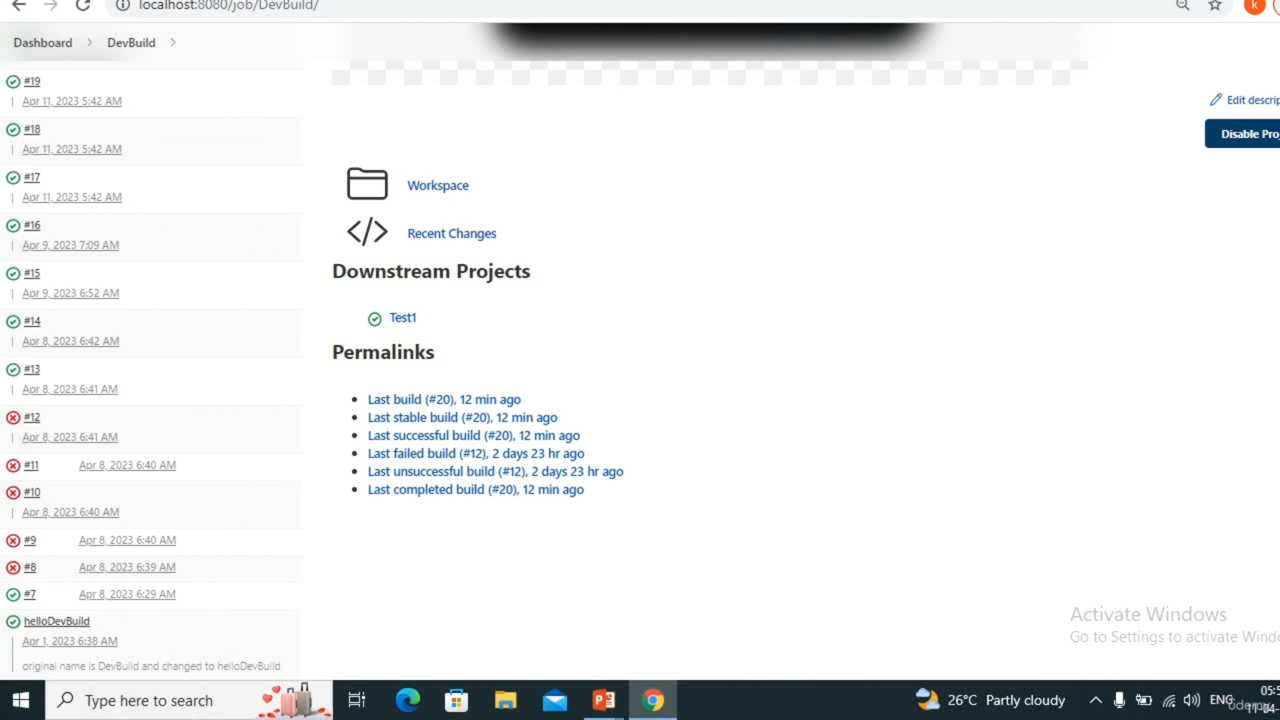 localhost:8080/job/DevBuild/
k
Dashboard > DevBuild >
#19
Apr 11, 2023 5:42 AM
#18
Apr 11, 2023 5:42 AM
#17
Apr 11, 2023 5:42 AM
#16
Apr 9, 2023 7:09 AM
#15
Apr 9, 2023 6:52 AM
#14
Apr 8, 2023 6:42 AM
#13
Apr 8, 2023 6:41 AM
#12
Apr 8, 2023 6:41 AM
#11 Apr 8, 2023 6:40 AM
#10
Apr 8, 2023 6:40 AM
#9 Apr 8, 2023 6:40 AM
#8 Apr 8, 2023 6:39 AM
#7 Apr 8, 2023 6:29 AM
helloDevBuild
Apr 1, 2023 6:38 AM
original name is DevBuild and changed to helloDevBuild
Edit descrip
Disable Pro
Workspace
</> Recent Changes
Downstream Projects
Test1
Permalinks
• Last build (#20), 12 min ago
• Last stable build (#20), 12 min ago
• Last successful build (#20), 12 min ago
• Last failed build (#12), 2 days 23 hr ago
• Last unsuccessful build (#12), 2 days 23 hr ago
• Last completed build (#20), 12 min ago
Activate Windows
Go to Settings to activate Wind
Type here to search
26°C Partly cloudy
ENG
05:5
11-04-